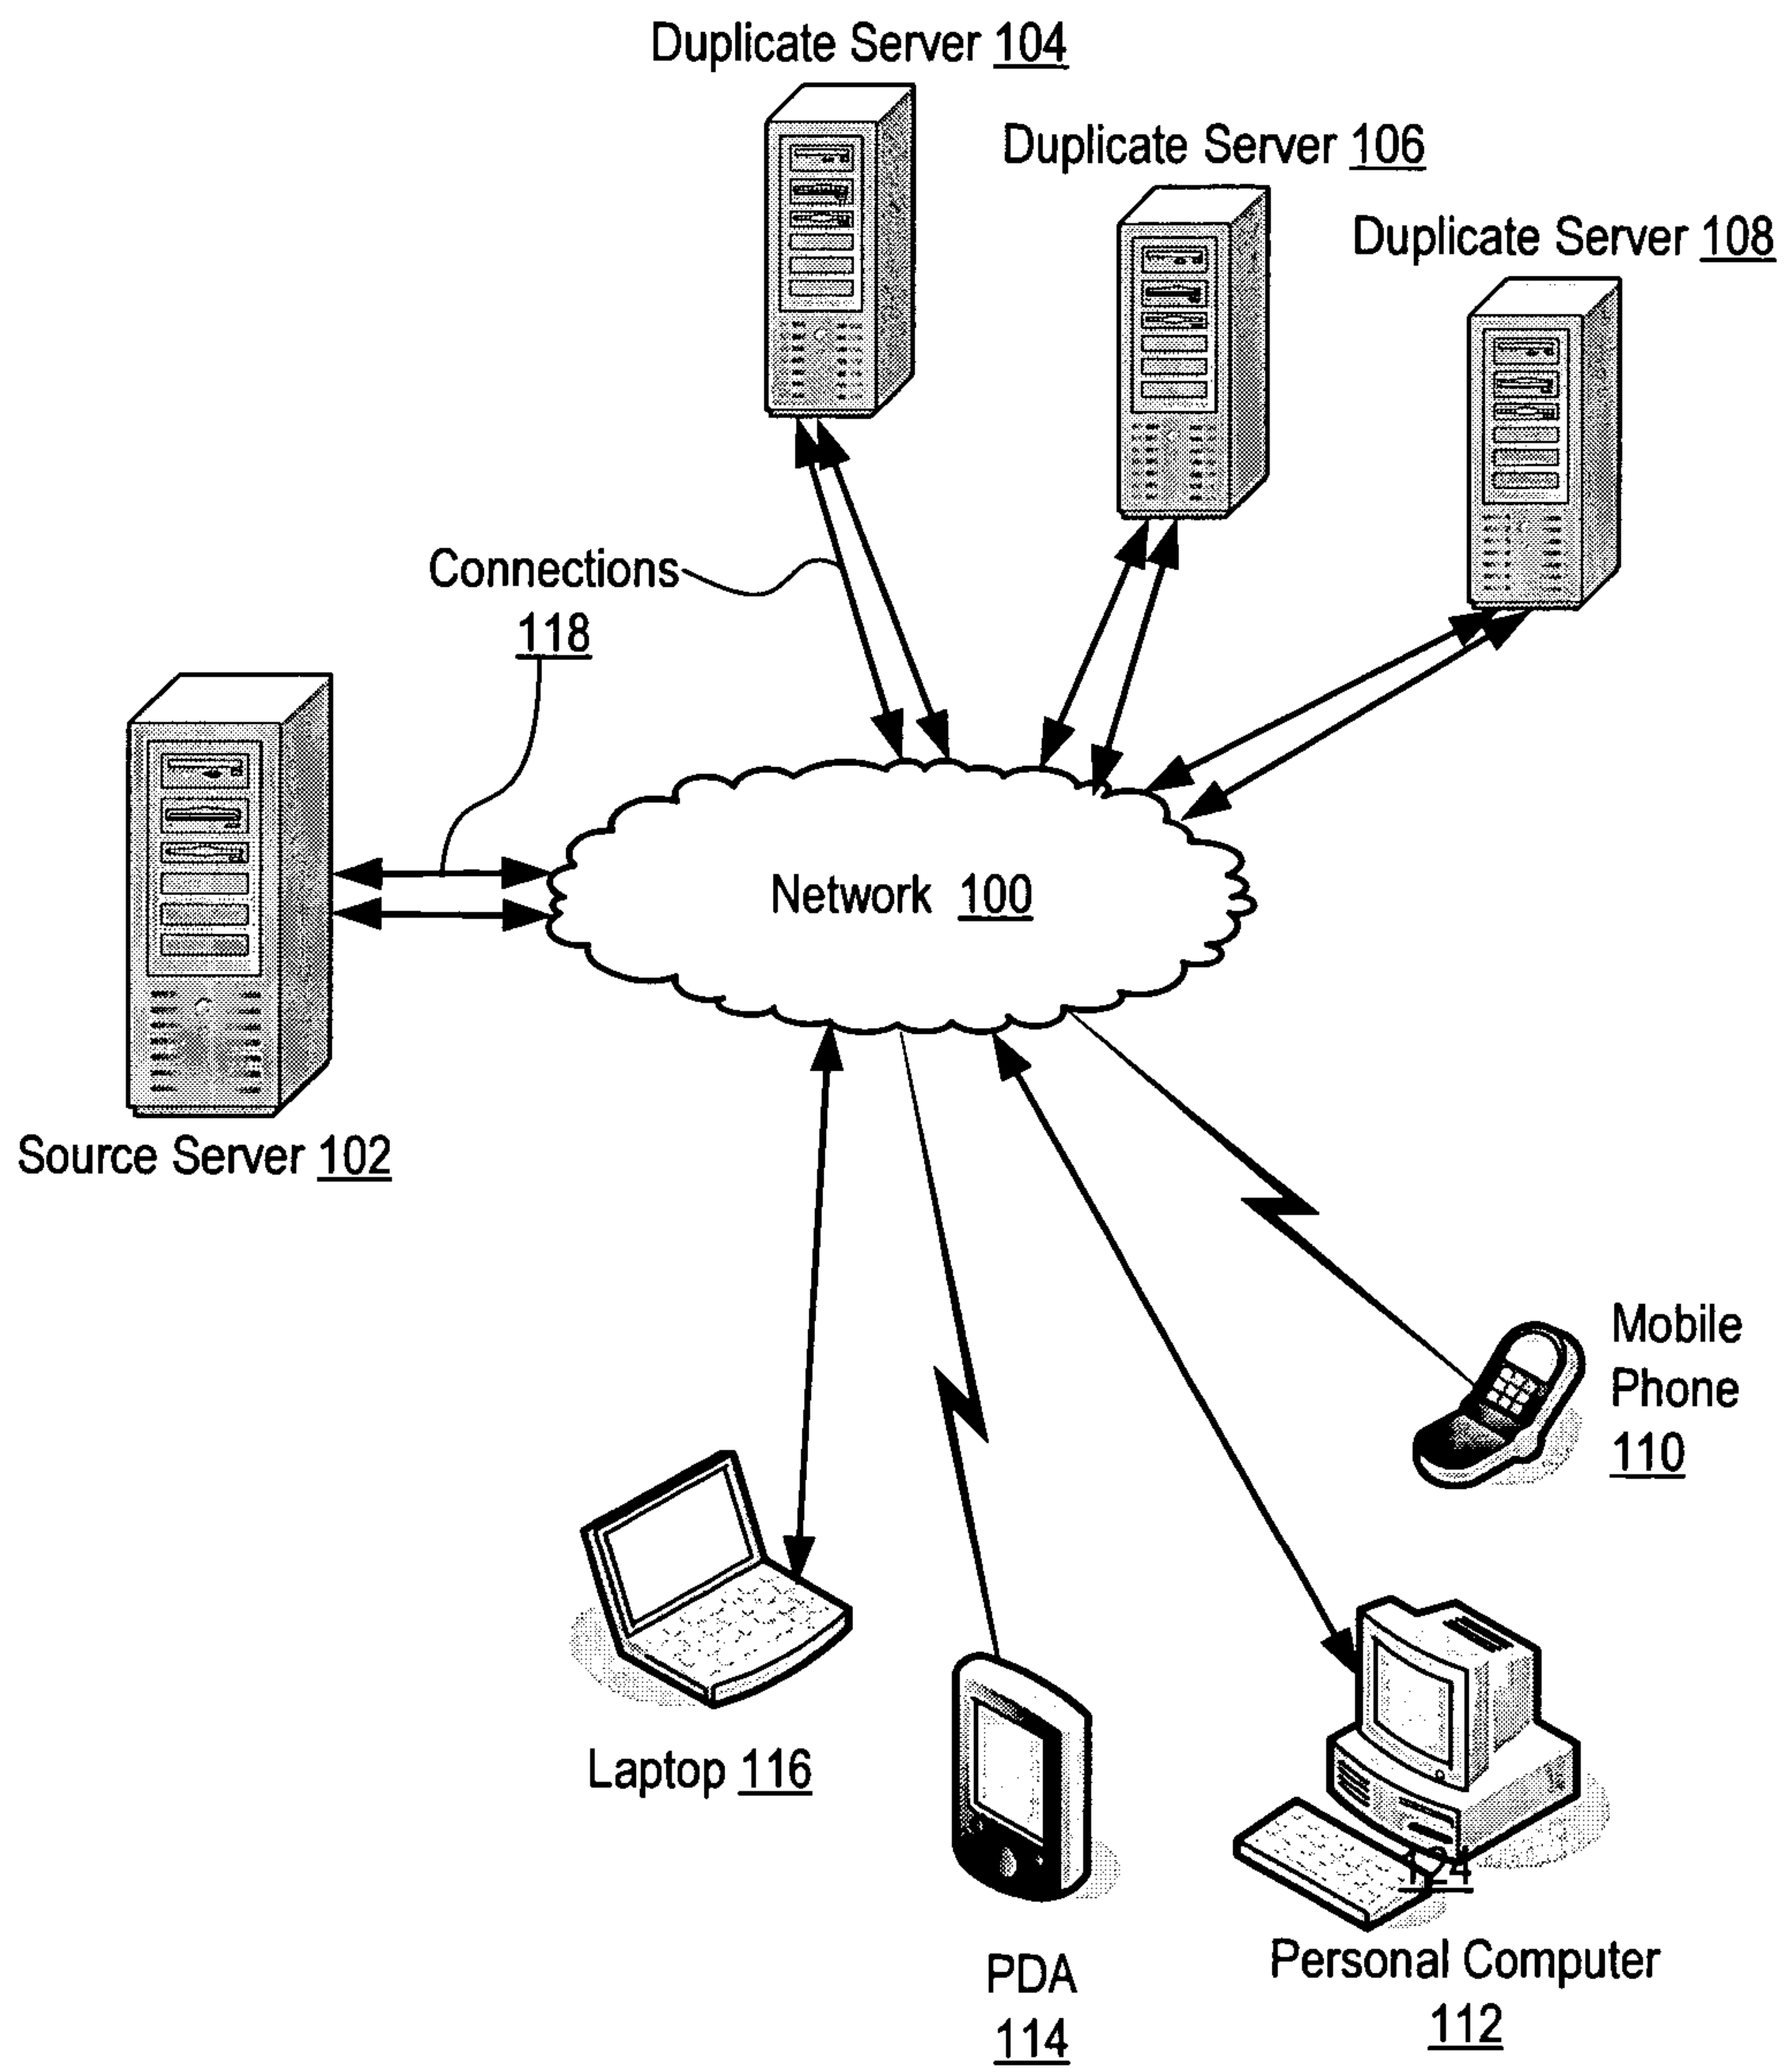 Duplicate Server 104
Duplicate Server 106
Duplicate Server 108
Connections
118
Network 100
Source Server 102
Mobile
Phone
110
Laptop 116
PDA
114
Personal Computer
112